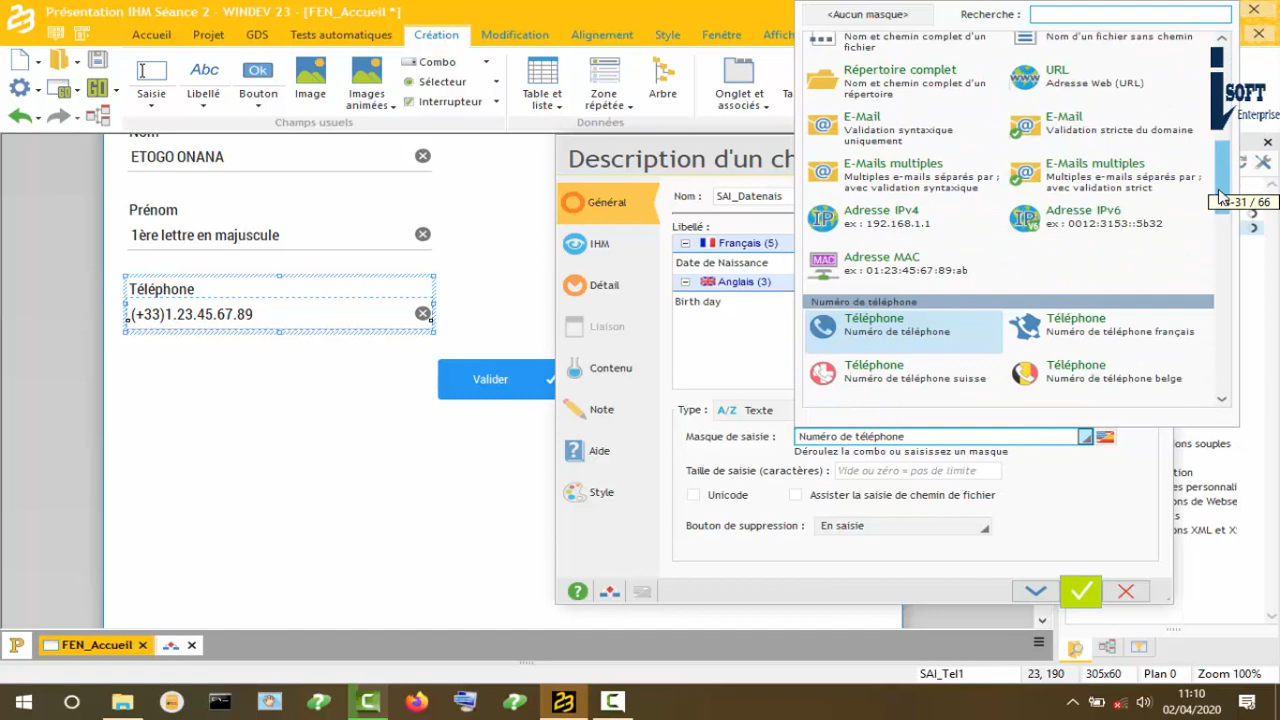 Présentation IHM Séance 2 - WINDEV 23 - [FEN_Accueil *]
Accueil
Projet
GDS
Tests automatiques
Création
Modification
Alignement
Style
Fenêtre
Saisie
Abc
Libellé
Ok
Bouton
Image
Images
animées
Combo
Sélecteur
Interrupteur
Champs usuels
Table et
liste
Zone
répétée
Arbre
Onglet et
associés
Données
<Aucun masque>
Recherche :
Nom et chemin complet d'un
fichier
Nom d'un fichier sans chemin
Répertoire complet
Nom et chemin complet d'un
répertoire
URL
Adresse Web (URL)
E-Mail
Validation syntaxique
uniquement
E-Mail
Validation stricte du domaine
E-Mails multiples
Multiples e-mails séparés par ;
avec validation syntaxique
E-Mails multiples
Multiples e-mails séparés par ;
avec validation strict
IP
Adresse IPv4
ex : 192.168.1.1
IP
Adresse IPv6
ex : 0012:3153::5b32
MAC
Adresse MAC
ex : 01:23:45:67:89:ab
Numéro de téléphone
Téléphone
Numéro de téléphone
Téléphone
Numéro de téléphone français
Téléphone
Numéro de téléphone suisse
Téléphone
Numéro de téléphone belge
SOFT
Enterprise
-31 / 66
ETOGO ONANA
Prénom
1ère lettre en majuscule
Téléphone
(+33)1.23.45.67.89
Valider
Description d'un ch
Général
IHM
Détail
Liaison
Contenu
Note
Aide
Style
Nom :
SAI_Datenais
Libellé :
Français (5)
Date de Naissance
Anglais (3)
Birth day
Type :
A/Z Texte
Masque de saisie :
Numéro de téléphone
Déroulez la combo ou saisissez un masque
Taille de saisie (caractères) :
Vide ou zéro = pas de limite
Unicode
Assister la saisie de chemin de fichier
Bouton de suppression :
En saisie
ons souples
tion
es personnali
ons de Webse
ts
ons XML et X
FEN_Accueil
SAI_Tel1
23, 190
305x60
Plan 0
Zoom 100%
11:10
02/04/2020